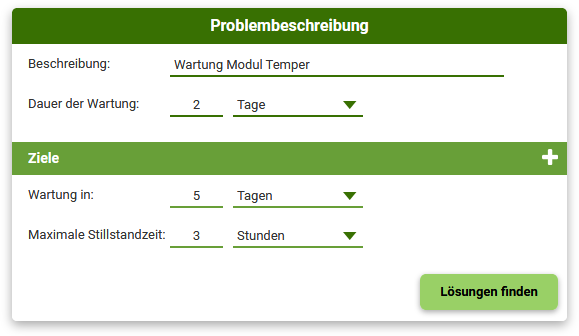 Problembeschreibung
Beschreibung: Wartung Modul Temper
Dauer der Wartung: 2 Tage
Ziele
Wartung in: 5 Tagen
Maximale Stillstandzeit: 3 Stunden
Lösungen finden